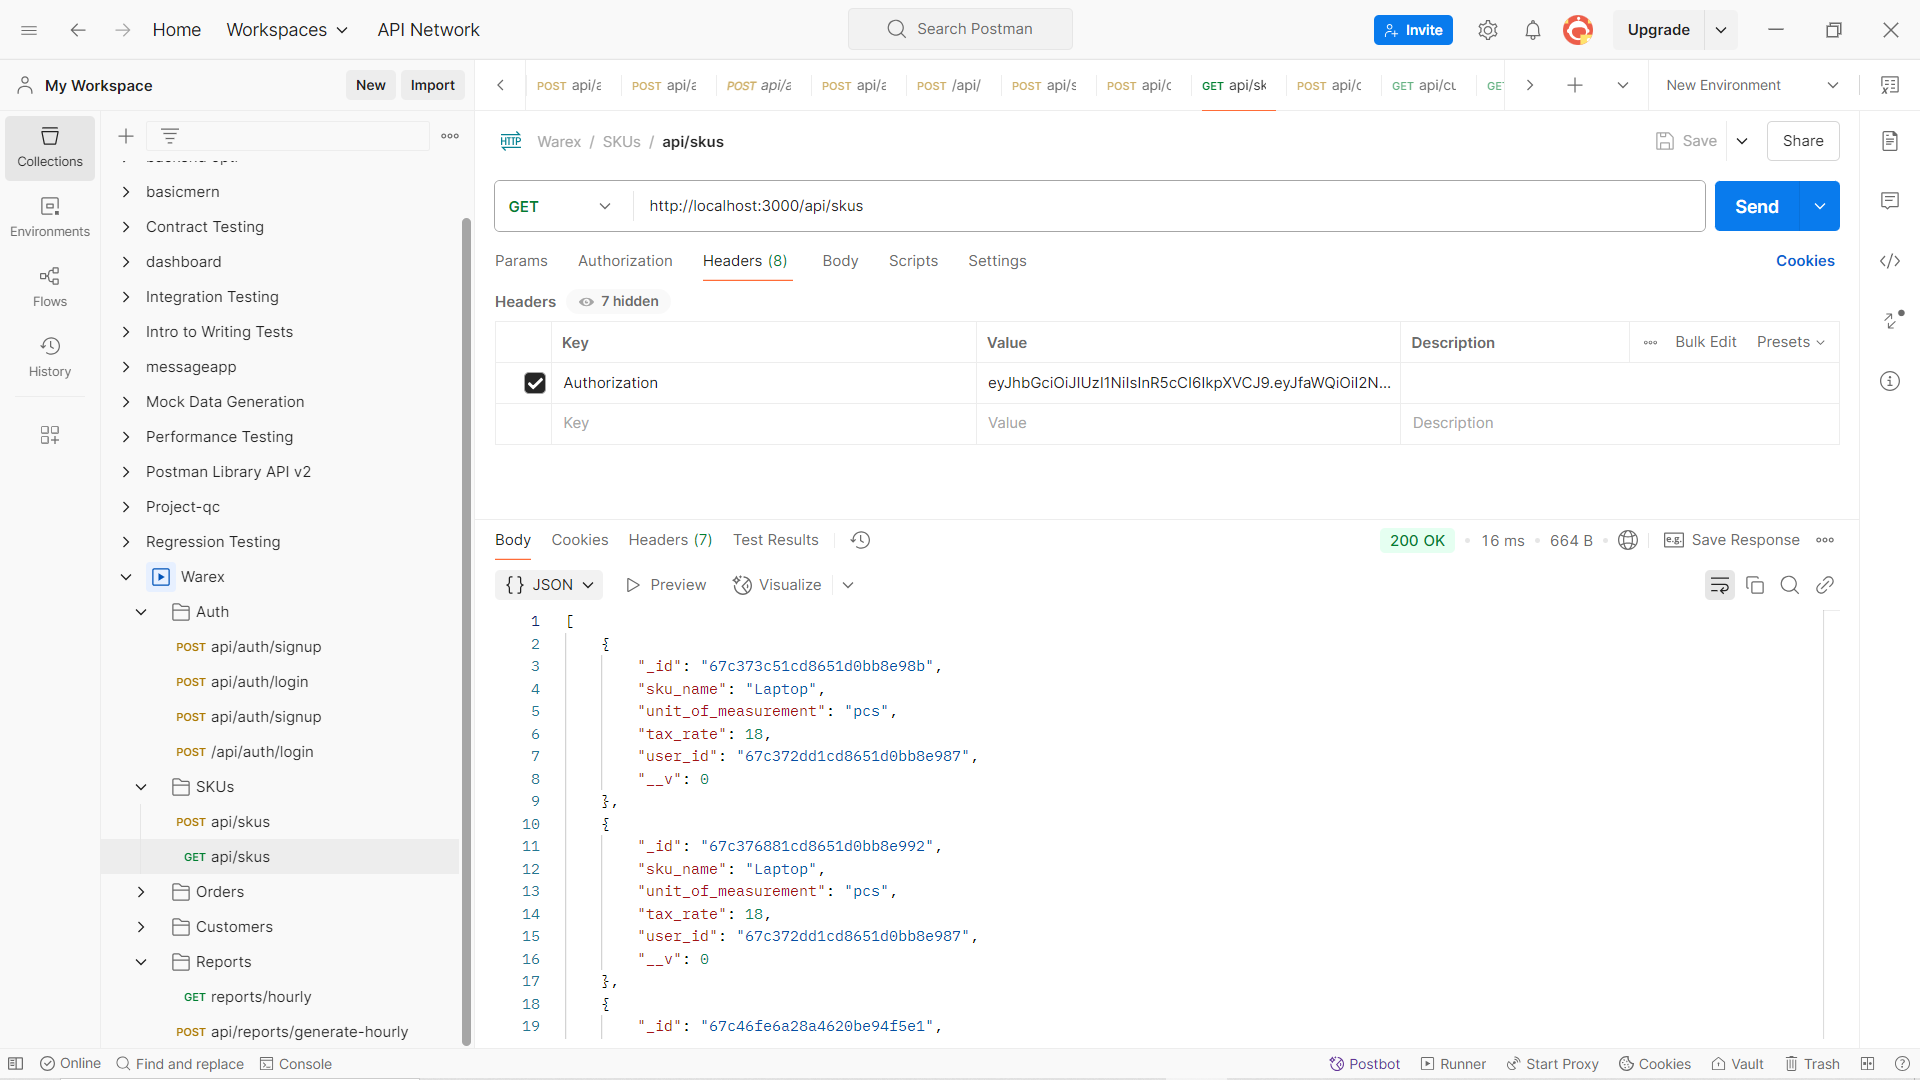 Home
Workspaces
API Network
Search Postman
Invite
Upgrade
My Workspace
New
Import
POST api/a
POST api/a
POST api/a
POST api/a
POST /api/
POST api/s
POST api/c
GET api/sk
POST api/c
GET api/cu
GE
New Environment
Collections
Environments
Flows
History
basicmern
Contract Testing
dashboard
Integration Testing
Intro to Writing Tests
messageapp
Mock Data Generation
Performance Testing
Postman Library API v2
Project-qc
Regression Testing
Warex
Auth
POST api/auth/signup
POST api/auth/login
POST api/auth/signup
POST /api/auth/login
SKUs
POST api/skus
GET api/skus
Orders
Customers
Reports
GET reports/hourly
POST api/reports/generate-hourly
HTTP Warex / SKUs / api/skus
Save
Share
GET
http://localhost:3000/api/skus
Send
Params
Authorization
Headers (8)
Body
Scripts
Settings
Cookies
Headers
7 hidden
Key
Value
Description
Bulk Edit
Presets
Authorization
Key
Value
Description
Body
Cookies
Headers (7)
Test Results
200 OK
16 ms
664 B
e.g.
Save Response
{} JSON
Preview
Visualize
1 [
2 {
3 "_id": "67c373c51cd8651d0bb8e98b",
4 "sku_name": "Laptop",
5 "unit_of_measurement": "pcs",
6 "tax_rate": 18,
7 "user_id": "67c372dd1cd8651d0bb8e987",
8 "__v": 0
9 },
10 {
11 "_id": "67c376881cd8651d0bb8e992",
12 "sku_name": "Laptop",
13 "unit_of_measurement": "pcs",
14 "tax_rate": 18,
15 "user_id": "67c372dd1cd8651d0bb8e987",
16 "__v": 0
17 },
18 {
19 "_id": "67c46fe6a28a4620be94f5e1",
Online
Find and replace
Console
Postbot
Runner
Start Proxy
Cookies
Vault
Trash